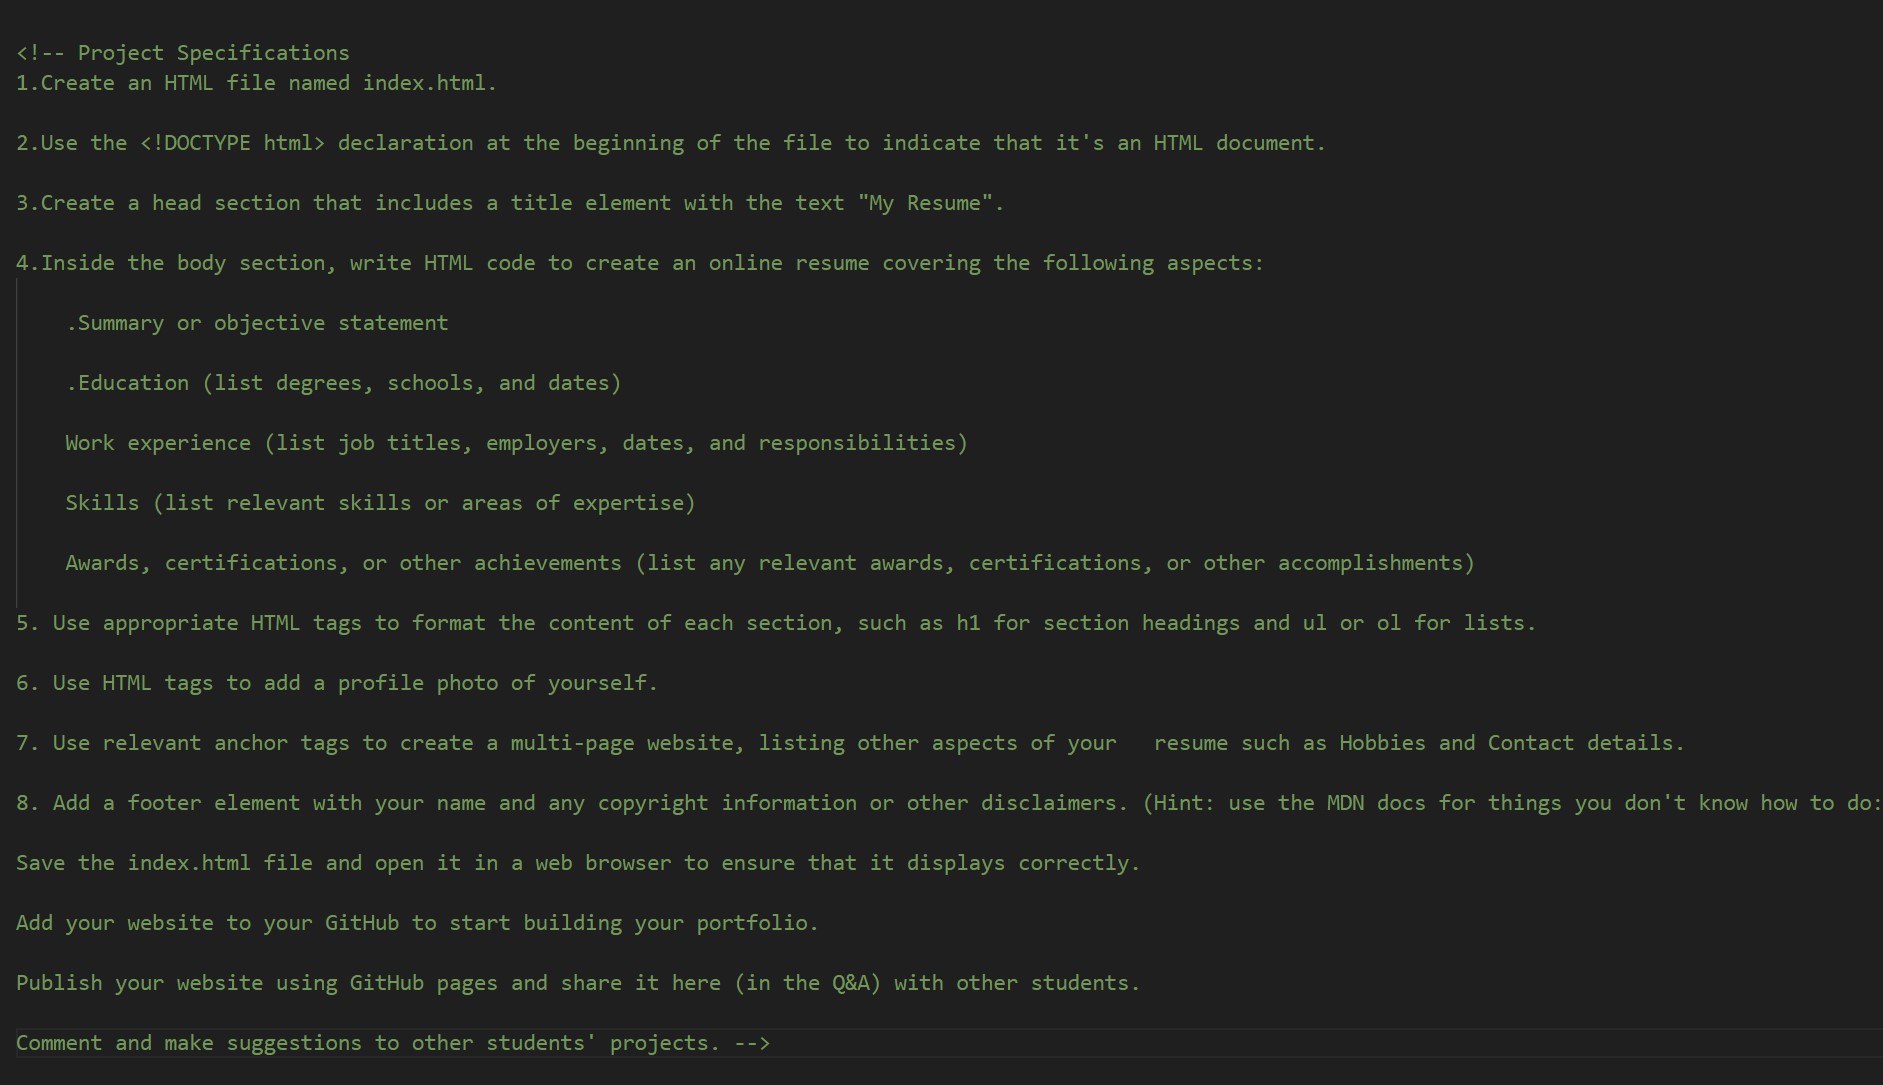 <!-- Project Specifications
1.Create an HTML file named index.html.
2.Use the <!DOCTYPE html> declaration at the beginning of the file to indicate that it's an HTML document.
3.Create a head section that includes a title element with the text "My Resume".
4.Inside the body section, write HTML code to create an online resume covering the following aspects:
.Summary or objective statement
.Education (list degrees, schools, and dates)
Work experience (list job titles, employers, dates, and responsibilities)
Skills (list relevant skills or areas of expertise)
Awards, certifications, or other achievements (list any relevant awards, certifications, or other accomplishments)
5. Use appropriate HTML tags to format the content of each section, such as h1 for section headings and ul or ol for lists.
6. Use HTML tags to add a profile photo of yourself.
7. Use relevant anchor tags to create a multi-page website, listing other aspects of your   resume such as Hobbies and Contact details.
8. Add a footer element with your name and any copyright information or other disclaimers. (Hint: use the MDN docs for things you don't know how to do:
Save the index.html file and open it in a web browser to ensure that it displays correctly.
Add your website to your GitHub to start building your portfolio.
Publish your website using GitHub pages and share it here (in the Q&A) with other students.
Comment and make suggestions to other students' projects. -->